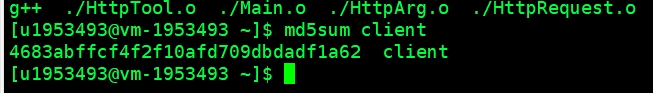 g++ ./HttpTool.o ./Main.o ./HttpArg.o ./HttpRequest.o
[u1953493@vm-1953493 ~]$ md5sum client
4683abffcf4f2f10afd709dbdadf1a62  client
[u1953493@vm-1953493 ~]$